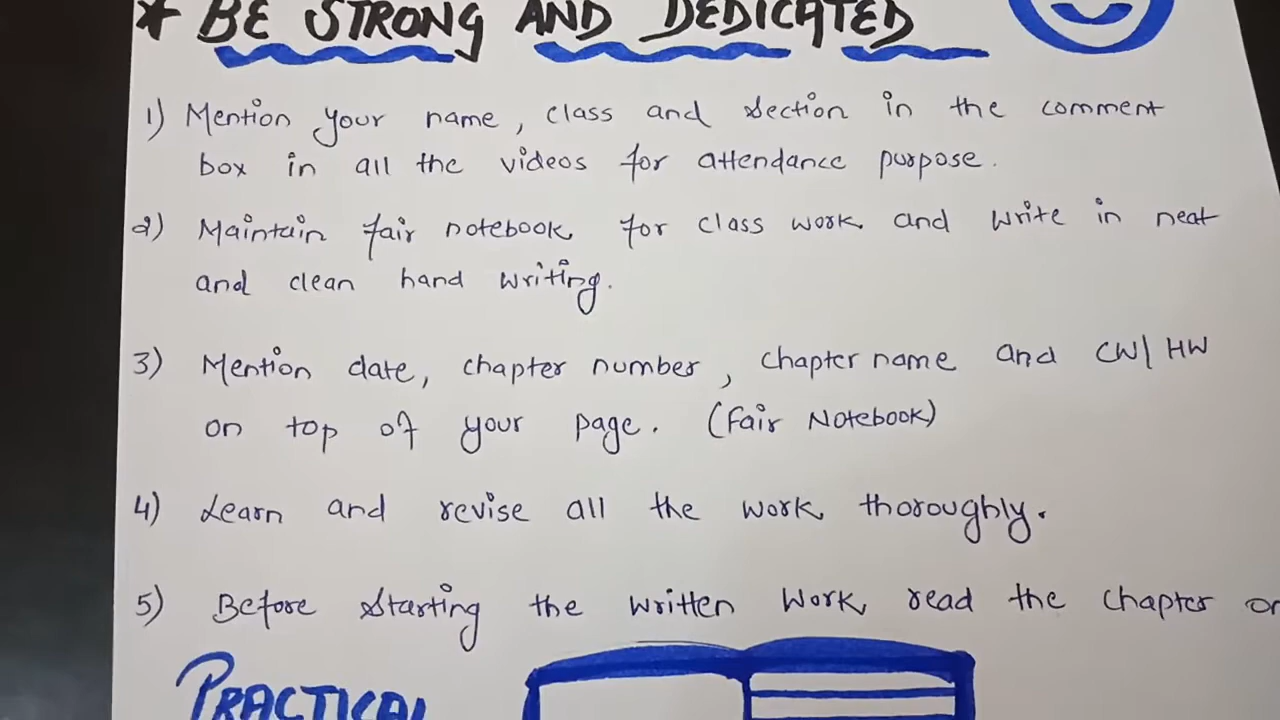 * BE STRONG AND DEDICATED
1) Mention your name, class and section in the comment
box in all the videos for attendance purpose.
2) Maintain fair notebook for class work and write in neat
and clean hand writing.
3) Mention date, chapter number, chapter name and CW/HW
on top of your page. (Fair Notebook)
4) Learn and revise all the work thoroughly.
5) Before starting the written work read the chapter
PRACTICAL